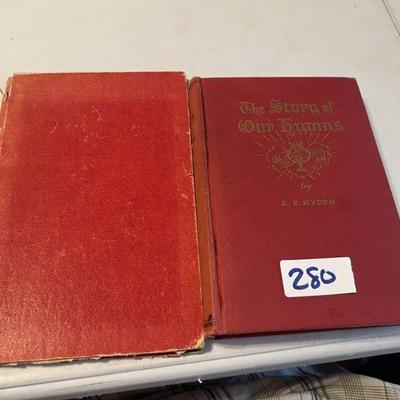 The Story of
Our Hymns
by
E. E. RYDEN
280